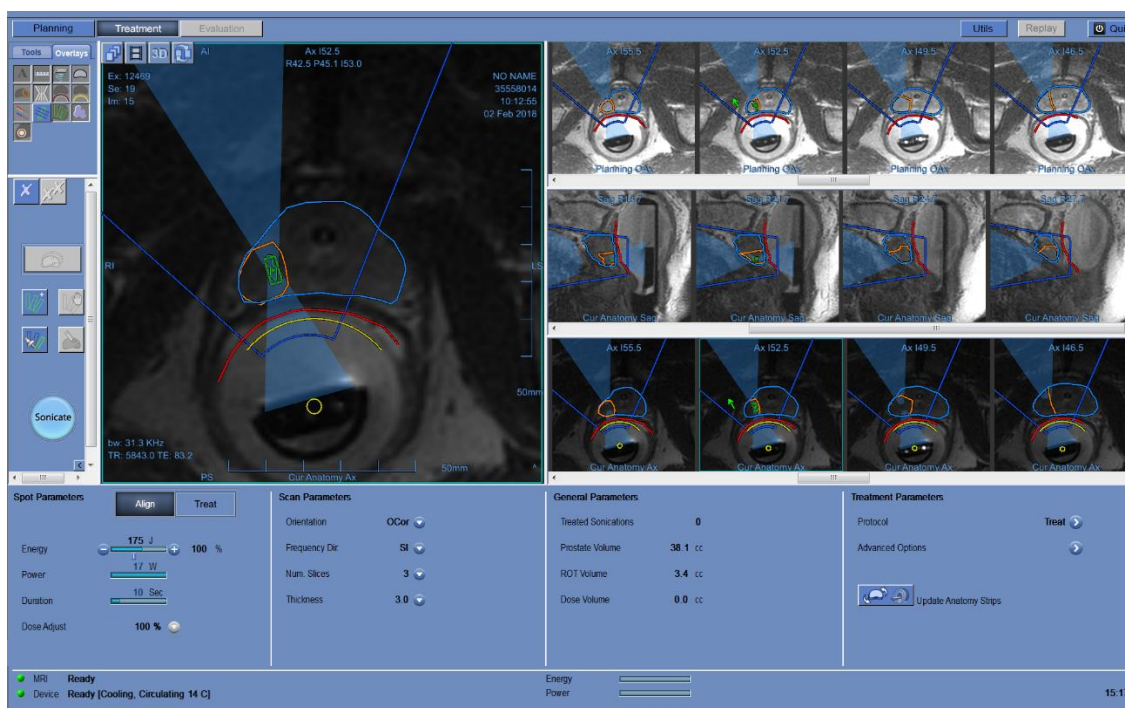 Planning Treatment Evaluation Utils Replay Qui
Tools Overlays
AI
Ax I52.5
R42.5 P45.1 I53.0
3D
Ex: 12469
Se: 19
Im: 15
NO NAME
35558014
10:12:55
02 Feb 2018
RI
LS
50mm
bw: 31.3 KHz
TR: 5843.0 TE: 83.2
PS
Cur Anatomy Ax
50mm
A
Sonicate
Ax I55.5 Ax I52.5 Ax I49.5 Ax I46.5
Planning OAx Planning OAx Planning OAx Planning OAx
Cur Anatomy Sag Cur Anatomy Sag Cur Anatomy Sag Cur Anatomy Sag
Ax I55.5 Ax I52.5 Ax I49.5 Ax I46.5
Cur Anatomy Ax Cur Anatomy Ax Cur Anatomy Ax Cur Anatomy Ax
Spot Parameters
Align Treat
Energy 175 J 100 %
Power 17 W
Duration 10 Sec
Dose Adjust 100 %
Scan Parameters
Orientation OCor
Frequency Dir SI
Num. Slices 3
Thickness 3.0
General Parameters
Treated Sonications 0
Prostate Volume 38.1 cc
ROT Volume 3.4 cc
Dose Volume 0.0 cc
Treatment Parameters
Protocol Treat
Advanced Options
Update Anatomy Strips
MRI Ready
Device Ready [Cooling, Circulating 14 C]
Energy
Power
15:1